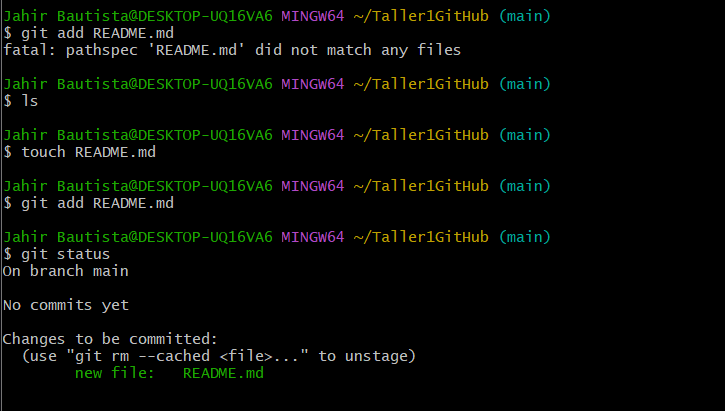 Jahir Bautista@DESKTOP-UQ16VA6 MINGW64 ~/Taller1GitHub (main)
$ git add README.md
fatal: pathspec 'README.md' did not match any files
Jahir Bautista@DESKTOP-UQ16VA6 MINGW64 ~/Taller1GitHub (main)
$ ls
Jahir Bautista@DESKTOP-UQ16VA6 MINGW64 ~/Taller1GitHub (main)
$ touch README.md
Jahir Bautista@DESKTOP-UQ16VA6 MINGW64 ~/Taller1GitHub (main)
$ git add README.md
Jahir Bautista@DESKTOP-UQ16VA6 MINGW64 ~/Taller1GitHub (main)
$ git status
On branch main
No commits yet
Changes to be committed:
  (use "git rm --cached <file>..." to unstage)
        new file:   README.md